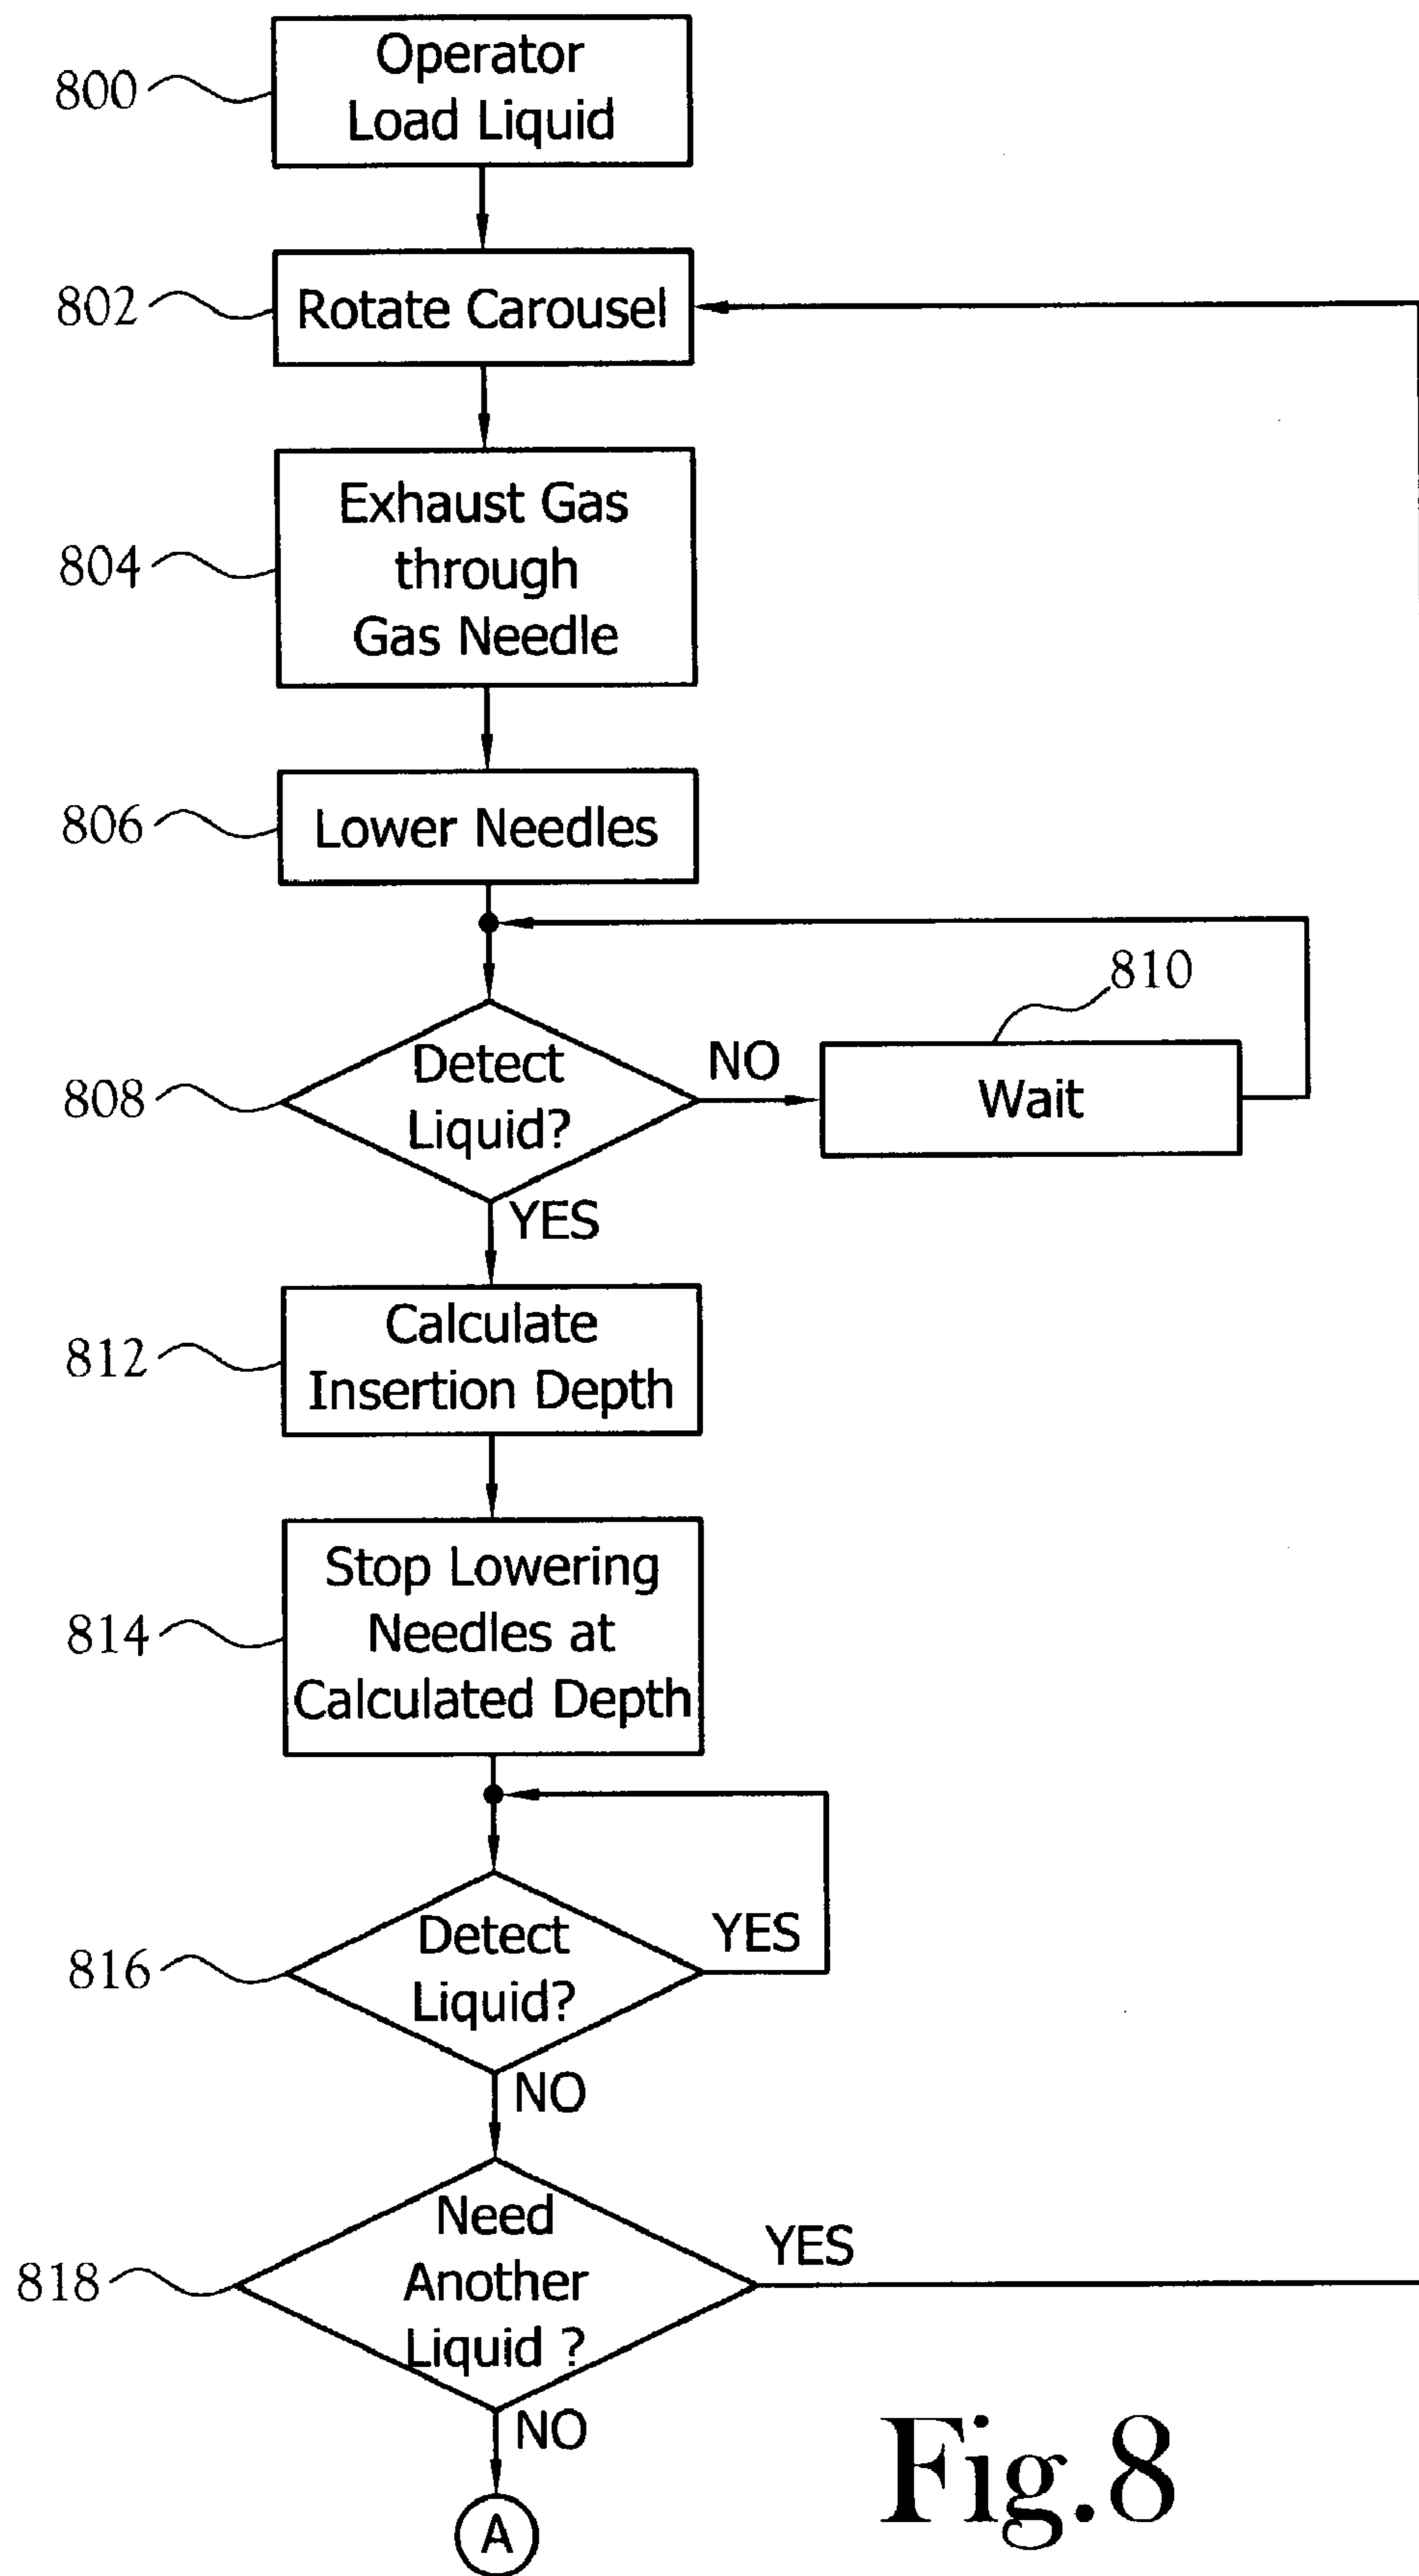 Operator
Load Liquid
800
Rotate Carousel
802
Exhaust Gas
through
Gas Needle
804
Lower Needles
806
810
Detect
Liquid?
808
NO
Wait
YES
Calculate
Insertion Depth
812
Stop Lowering
Needles at
Calculated Depth
814
Detect
Liquid?
816
YES
NO
Need
Another
Liquid ?
818
YES
NO
A
Fig.8